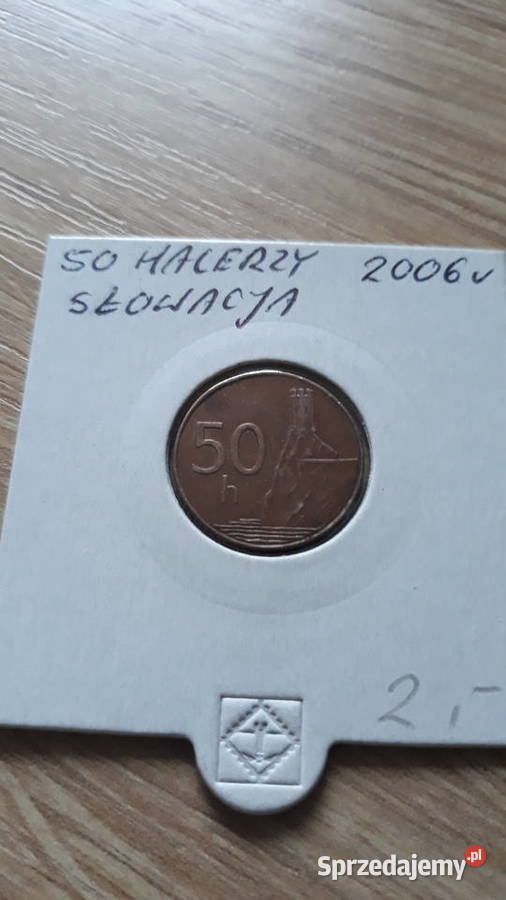 50 HALERZY 2006r
SŁOWACJA
50
h
2,-
Sprzedajemy.pl